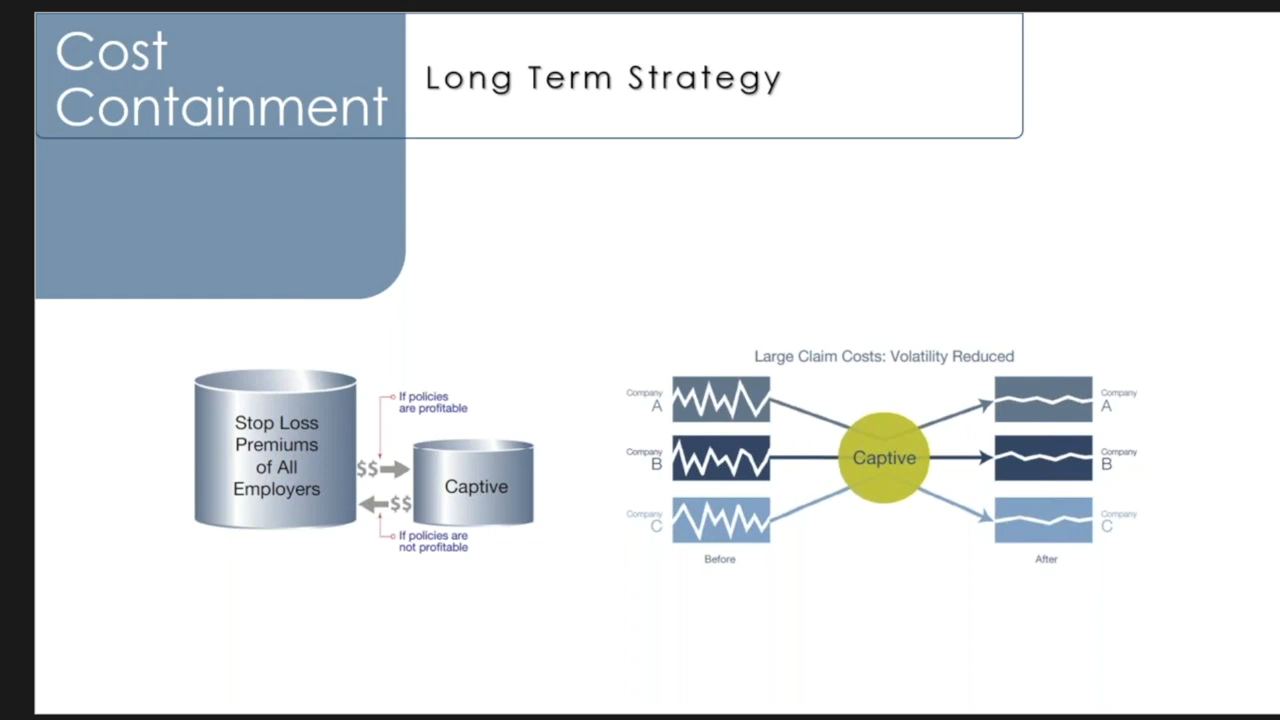 Cost
Containment
Long Term Strategy
Stop Loss
Premiums
of All
Employers
If policies
are profitable
$$
$$
If policies are
not profitable
Captive
Large Claim Costs: Volatility Reduced
Company
A
Company
B
Company
C
Before
Captive
Company
A
Company
B
Company
C
After